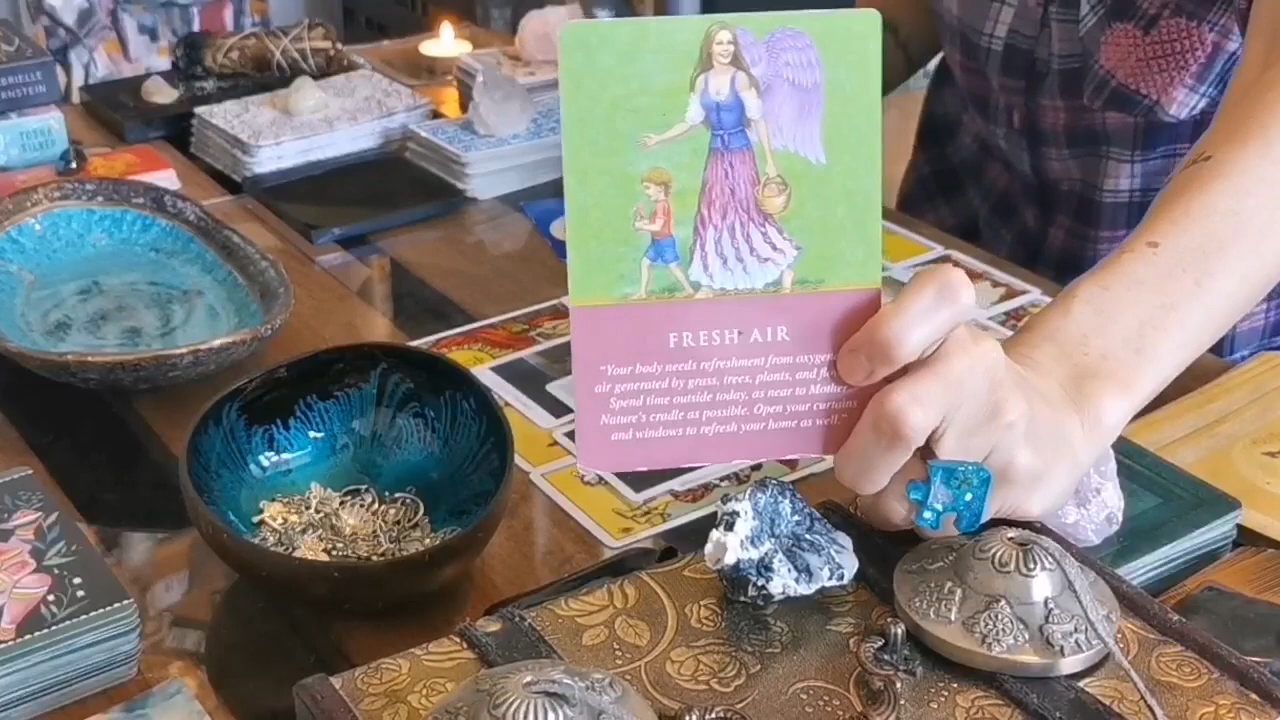 TOSHA
SILVER
FRESH AIR
"Your body needs refreshment from oxygen
air generated by grass, trees, plants, and
Spend time outside today, as near to Mother
Nature's cradle as possible. Open your curtains
and windows to refresh your home as well."